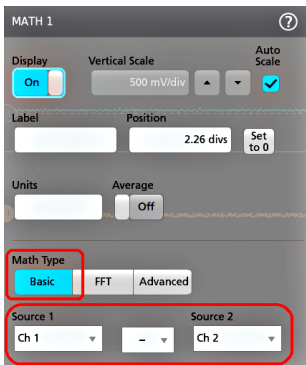 MATH 1 ?
Display Vertical Scale Auto Scale
On 500 mV/div
Label Position
2.26 divs Set to 0
Units Average
Off
Math Type
Basic FFT Advanced
Source 1 Source 2
Ch 1 - Ch 2